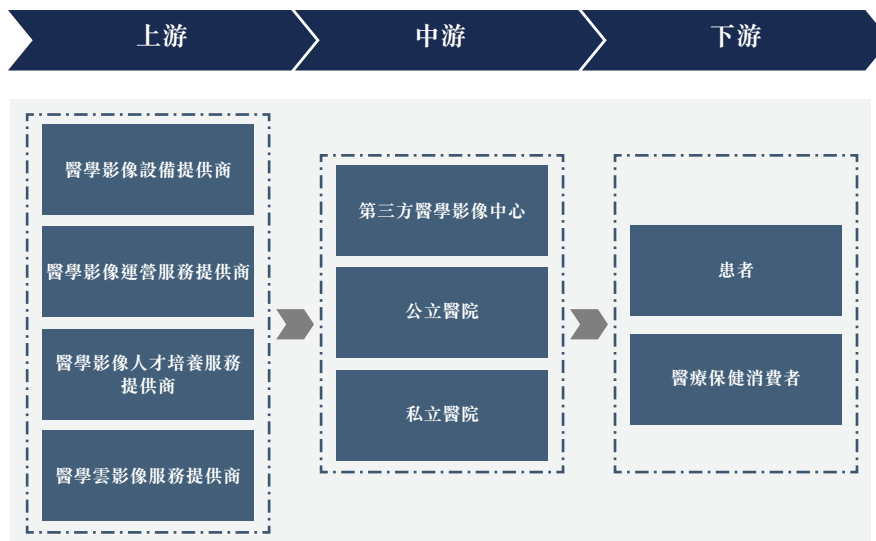 上游
中游
下游
醫學影像設備提供商
醫學影像運營服務提供商
醫學影像人才培養服務
提供商
醫學雲影像服務提供商
第三方醫學影像中心
公立醫院
私立醫院
患者
醫療保健消費者